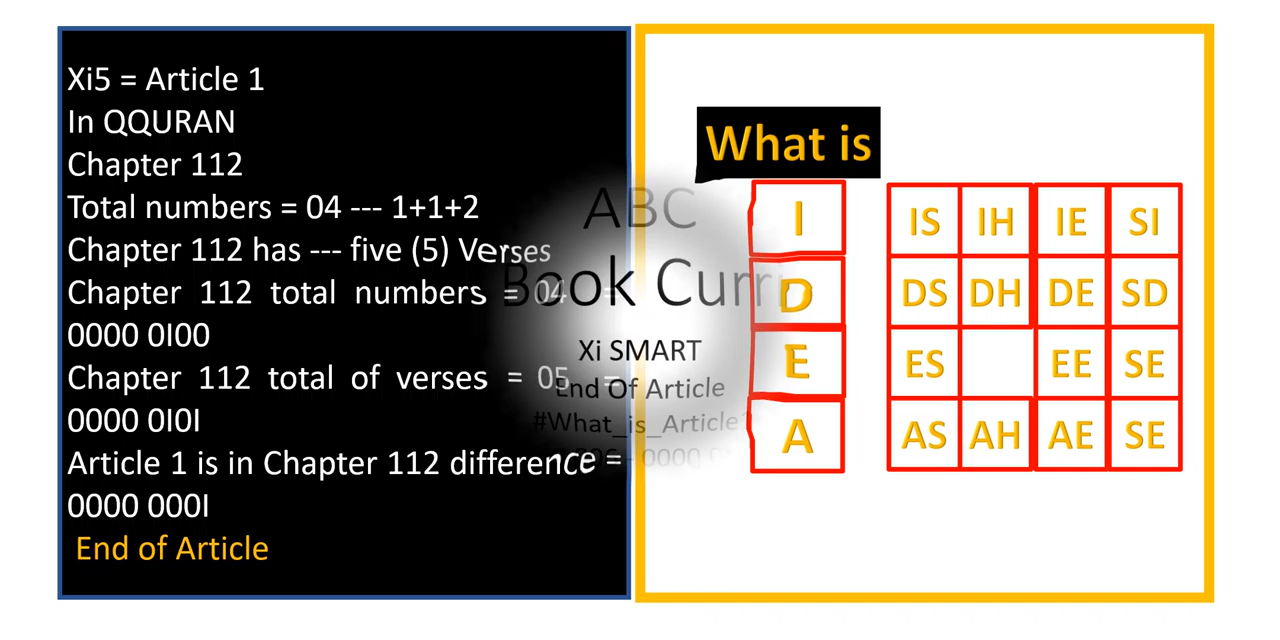 Xi5 = Article 1
In QQURAN
Chapter 112
Total numbers = 04 --- 1+1+2
Chapter 112 has --- five (5) Verses
Chapter 112 total numbers = 04 =
0000 0I00
Chapter 112 total of verses = 05 =
0000 0I0I
Article 1 is in Chapter 112 difference =
0000 000I
End of Article
ABC
Book Curr
Xi SMART
End Of Article
#What_is_Article?
What is
I IS IH IE SI
D DS DH DE SD
E ES EE SE
A AS AH AE SE